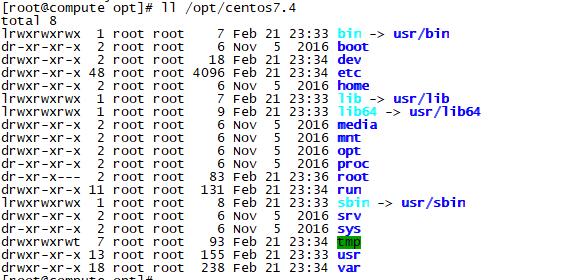 [root@compute opt]# ll /opt/centos7.4
total 8
lrwxrwxrwx  1 root root    7 Feb 21 23:33 bin -> usr/bin
dr-xr-xr-x  2 root root    6 Nov  5  2016 boot
drwxr-xr-x  2 root root   18 Feb 21 23:34 dev
drwxr-xr-x 48 root root 4096 Feb 21 23:34 etc
drwxr-xr-x  2 root root    6 Nov  5  2016 home
lrwxrwxrwx  1 root root    7 Feb 21 23:33 lib -> usr/lib
lrwxrwxrwx  1 root root    9 Feb 21 23:33 lib64 -> usr/lib64
drwxr-xr-x  2 root root    6 Nov  5  2016 media
drwxr-xr-x  2 root root    6 Nov  5  2016 mnt
drwxr-xr-x  2 root root    6 Nov  5  2016 opt
dr-xr-xr-x  2 root root    6 Nov  5  2016 proc
dr-xr-x---  2 root root   83 Feb 21 23:36 root
drwxr-xr-x 11 root root  131 Feb 21 23:34 run
lrwxrwxrwx  1 root root    8 Feb 21 23:33 sbin -> usr/sbin
drwxr-xr-x  2 root root    6 Nov  5  2016 srv
dr-xr-xr-x  2 root root    6 Nov  5  2016 sys
drwxrwxrwt  7 root root   93 Feb 21 23:34 tmp
drwxr-xr-x 13 root root  155 Feb 21 23:33 usr
drwxr-xr-x 18 root root  238 Feb 21 23:34 var
[root@compute opt]#